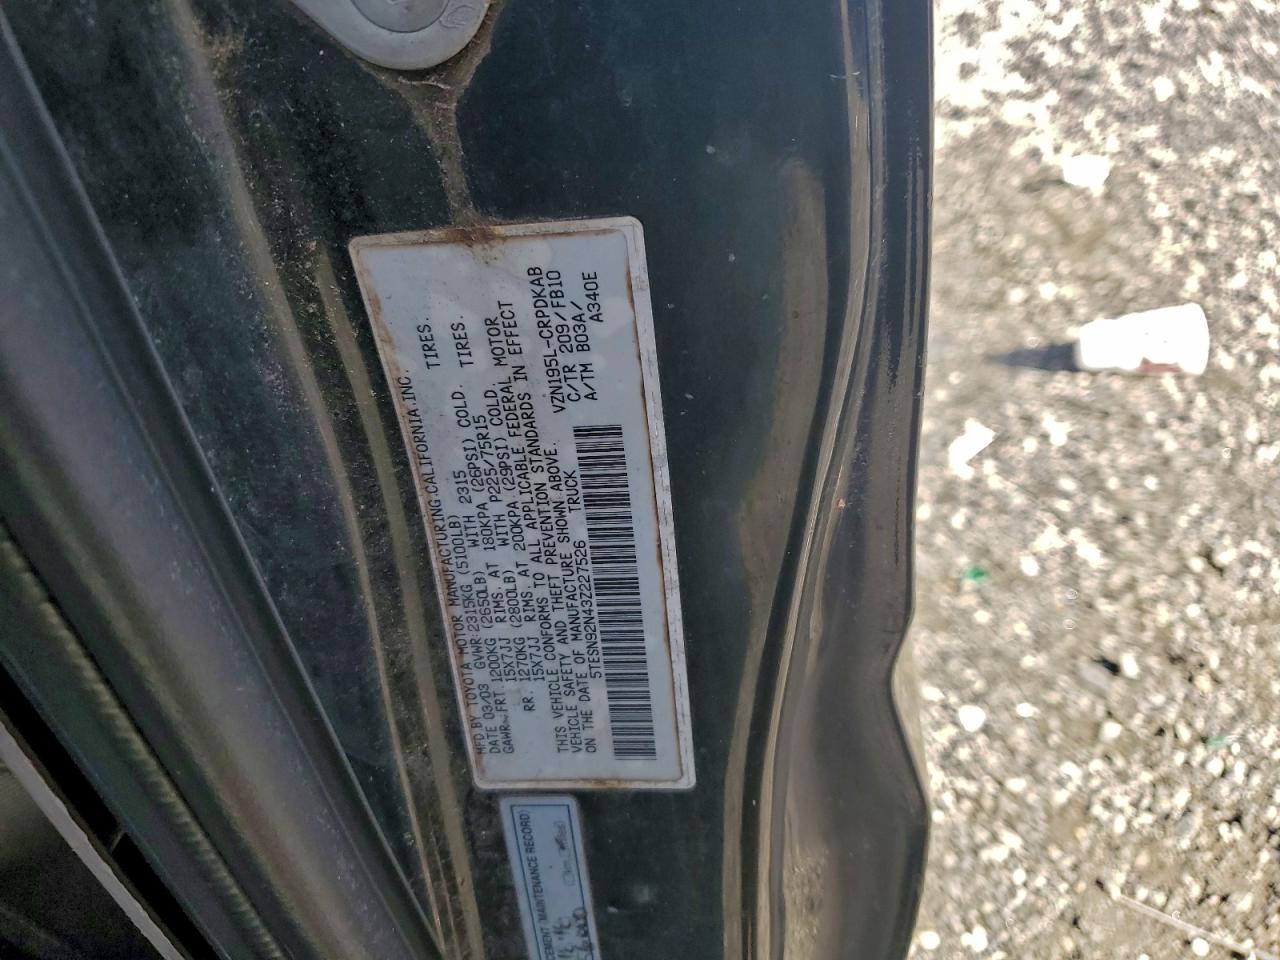 MFD BY TOYOTA MOTOR MANUFACTURING.CALIFORNIA.INC.
DATE 03/03 GVWR:2315KG (5100LB)
GAWR FRT 1200KG (2650LB) WITH 2315 TIRES.
15X7JJ RIMS. AT 180KPA (26PSI) COLD.
RR. 1270KG (2800LB) WITH P225/75R15 TIRES.
15X7JJ RIMS. AT 200KPA (29PSI) COLD.
THIS VEHICLE CONFORMS TO ALL APPLICABLE FEDERAL MOTOR
VEHICLE SAFETY AND THEFT PREVENTION STANDARDS IN EFFECT
ON THE DATE OF MANUFACTURE SHOWN ABOVE.
5TESN92N43Z227526 TRUCK
VZN195L-CRPDKAB
C/TR 209/FB10
A/TM B03A/
A340E
MAINTENANCE RECORD)